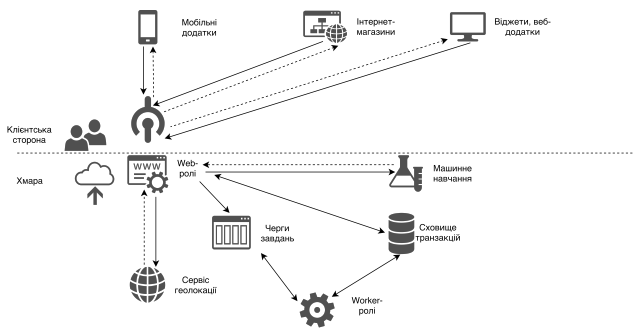 Мобільні
додатки
Інтернет-
магазини
Віджети, веб-
додатки
Клієнтська
сторона
Хмара
WWW
Web-
ролі
Машинне
навчання
Черги
завдань
Сховище
транзакцій
Сервіс
геолокації
Worker-
ролі